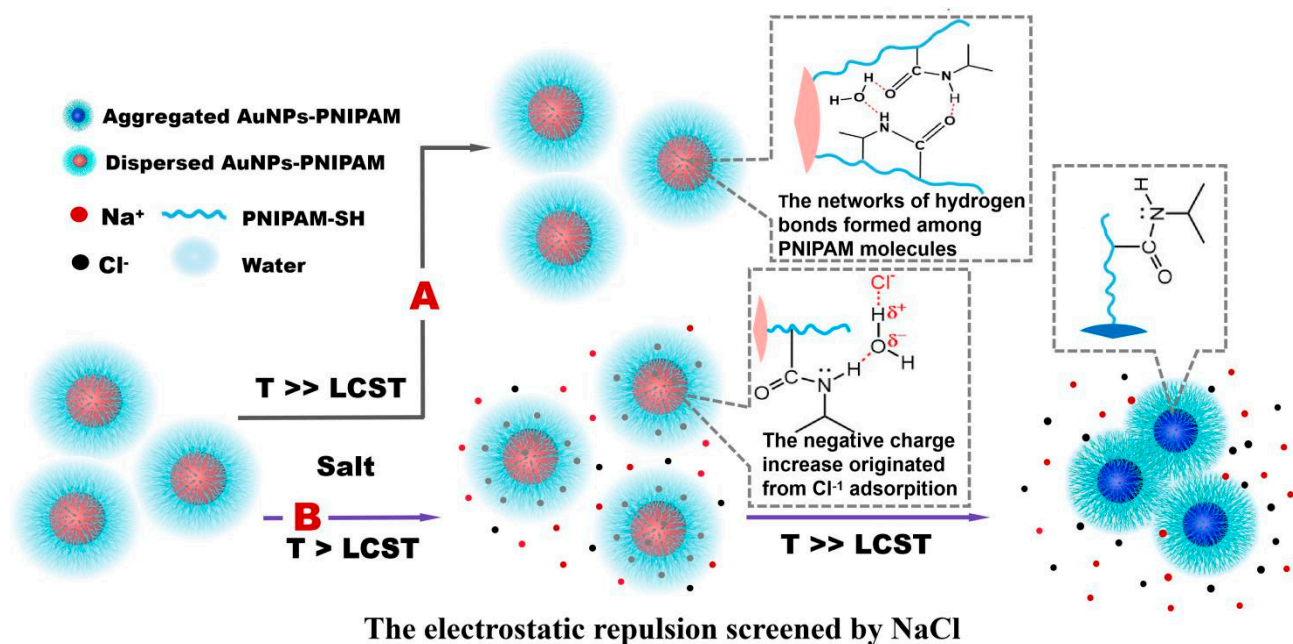 Aggregated AuNPs-PNIPAM
Dispersed AuNPs-PNIPAM
Na⁺
PNIPAM-SH
Cl⁻
Water
A
T >> LCST
Salt
B
T > LCST
H
O
H
O
C
N
H
H
N
C
O
The networks of hydrogen
bonds formed among
PNIPAM molecules
Cl⁻
H δ⁺
O δ⁻
H
H
O
C
N̈
The negative charge
increase originated
from Cl⁻¹ adsorpition
T >> LCST
H
N̈
C
O
The electrostatic repulsion screened by NaCl